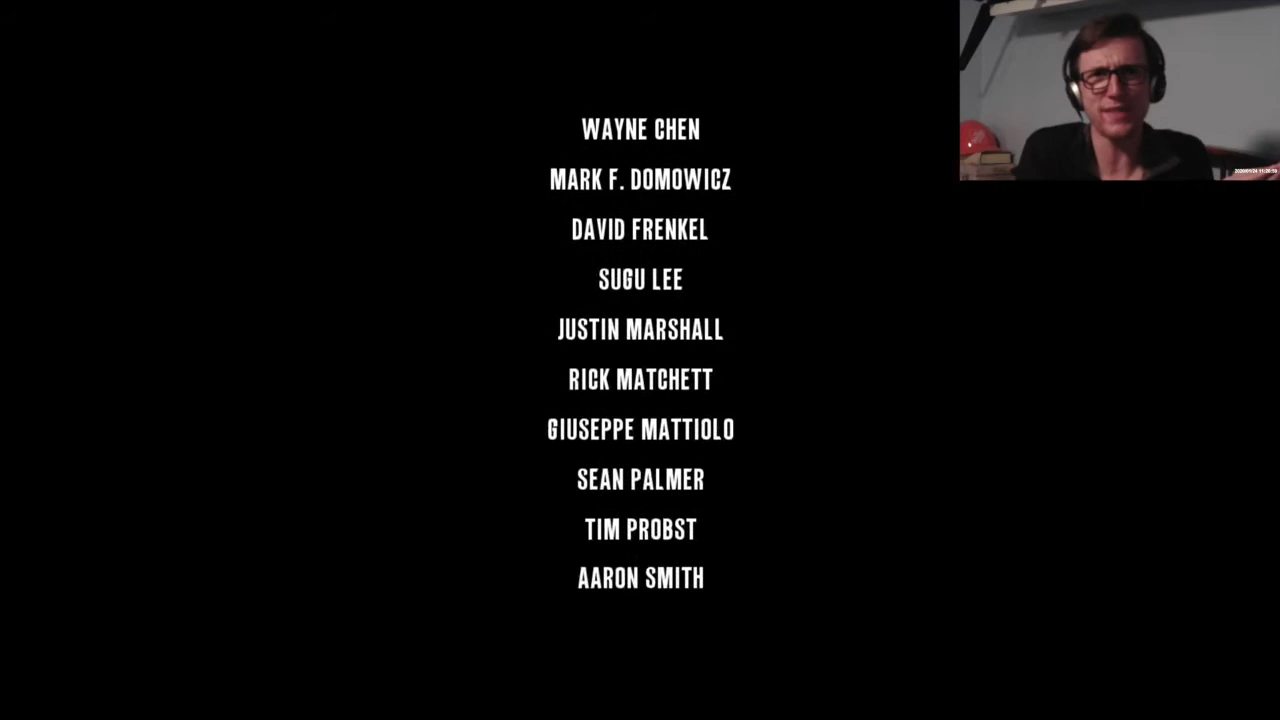 WAYNE CHEN
MARK F. DOMOWICZ
DAVID FRENKEL
SUGU LEE
JUSTIN MARSHALL
RICK MATCHETT
GIUSEPPE MATTIOLO
SEAN PALMER
TIM PROBST
AARON SMITH